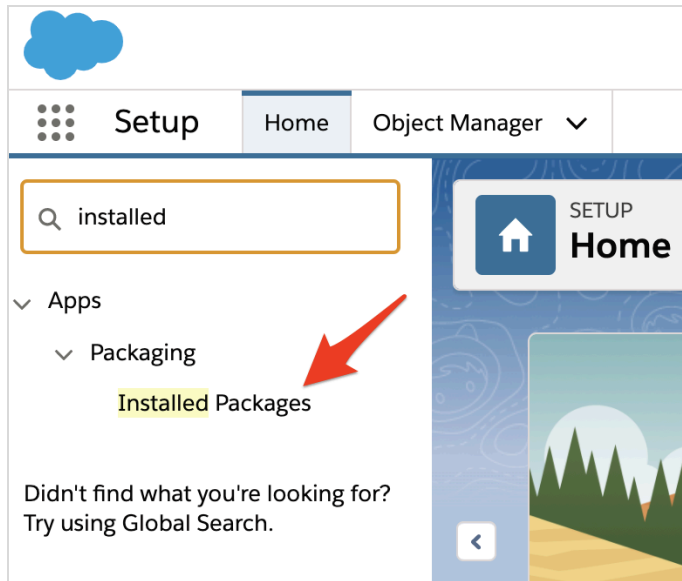 Setup
Home
Object Manager
installed
SETUP
Home
Apps
Packaging
Installed Packages
Didn't find what you're looking for?
Try using Global Search.